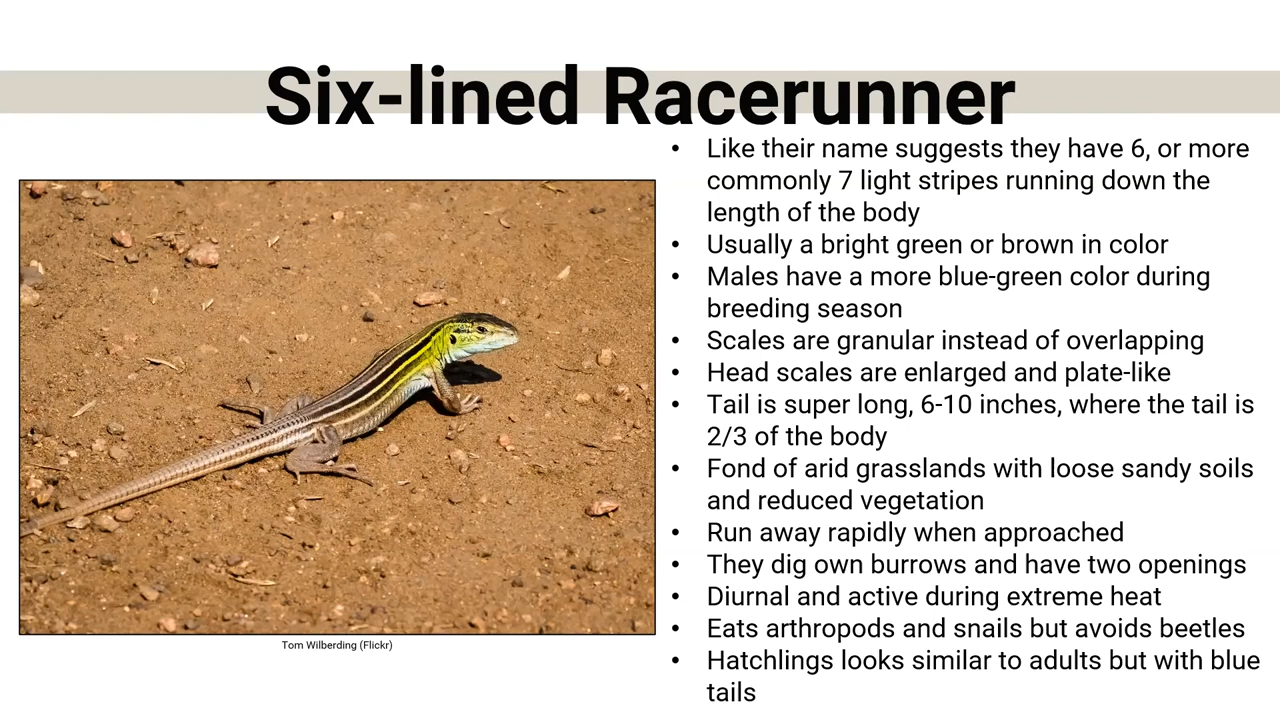 Six-lined Racerunner
• Like their name suggests they have 6, or more
commonly 7 light stripes running down the
length of the body
• Usually a bright green or brown in color
• Males have a more blue-green color during
breeding season
• Scales are granular instead of overlapping
• Head scales are enlarged and plate-like
• Tail is super long, 6-10 inches, where the tail is
2/3 of the body
• Fond of arid grasslands with loose sandy soils
and reduced vegetation
• Run away rapidly when approached
• They dig own burrows and have two openings
• Diurnal and active during extreme heat
• Eats arthropods and snails but avoids beetles
• Hatchlings looks similar to adults but with blue
tails
Tom Wilberding (Flickr)